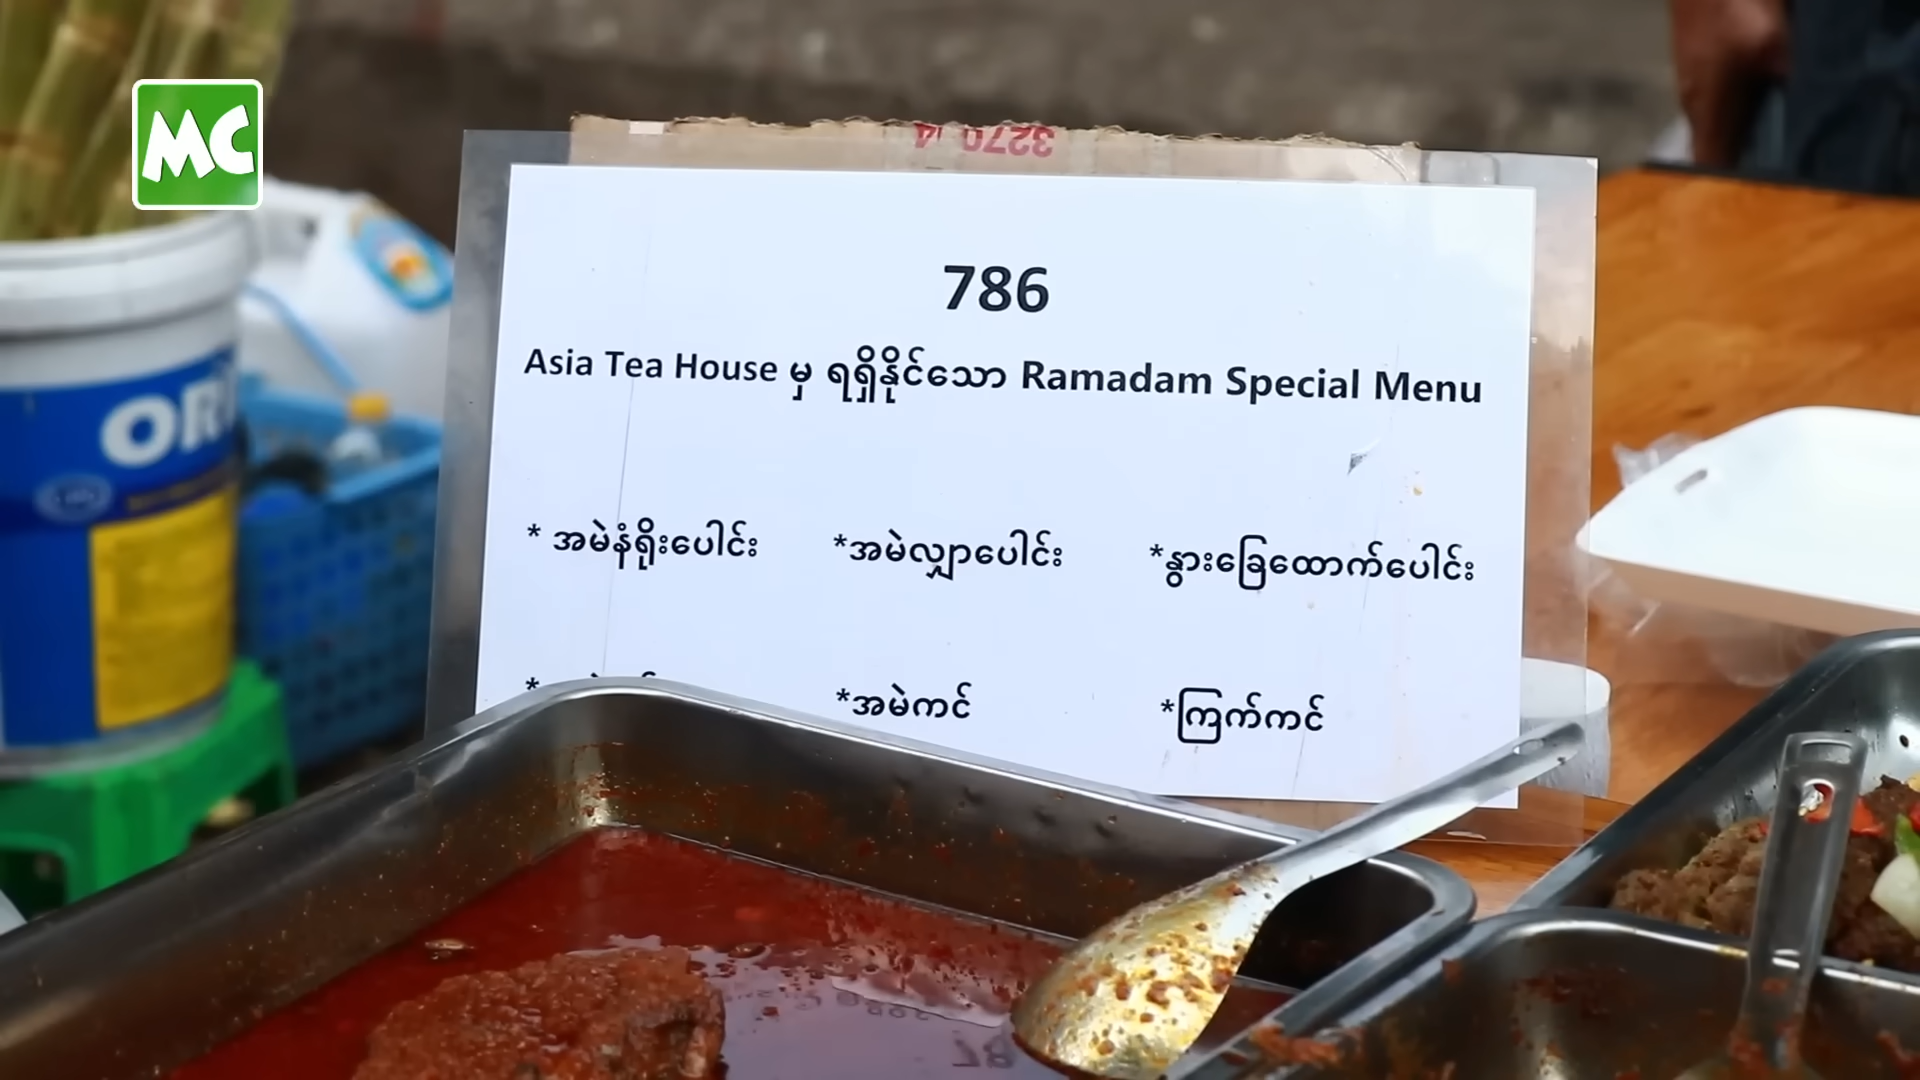 MC
3270
786
Asia Tea House မှ ရရှိနိုင်သော Ramadam Special Menu
* အမဲနံရိုးပေါင်း *အမဲလျှာပေါင်း *နွားခြေထောက်ပေါင်း
*အမဲကင် *ကြက်ကင်